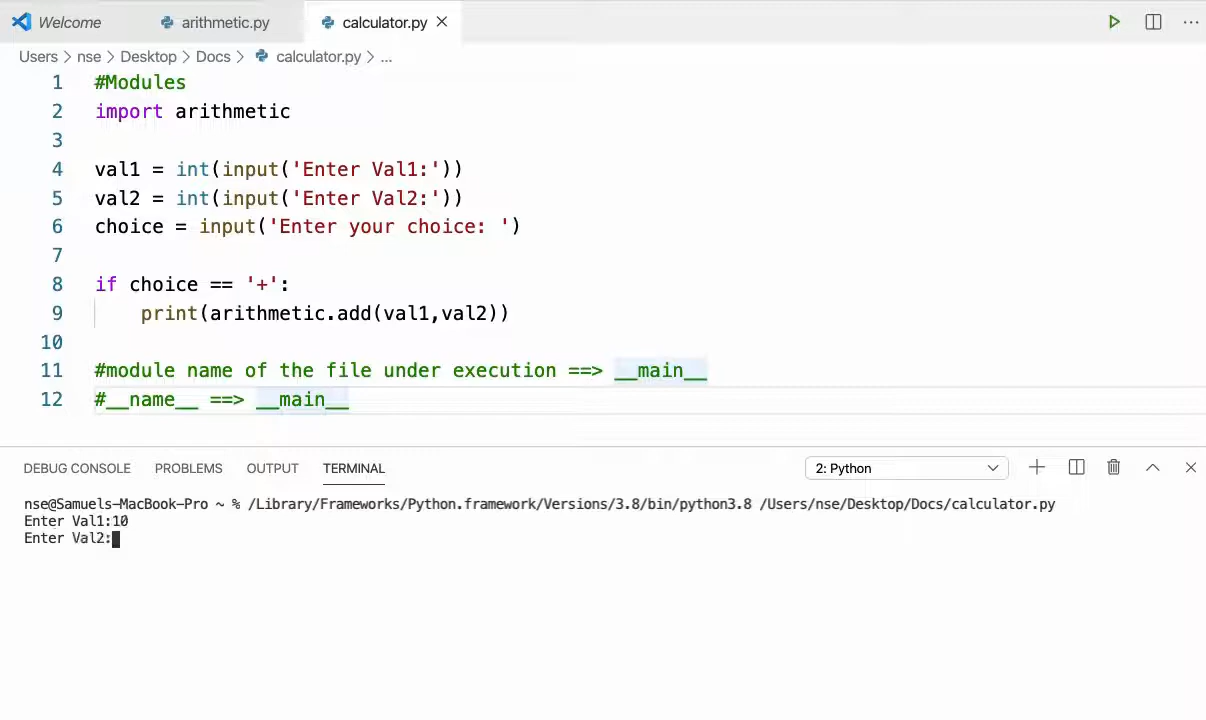 Welcome arithmetic.py calculator.py
Users nse Desktop Docs calculator.py ...
1 #Modules
2 import arithmetic
3
4 val1 = int(input('Enter Val1:'))
5 val2 = int(input('Enter Val2:'))
6 choice = input('Enter your choice: ')
7
8 if choice == '+':
9 print(arithmetic.add(val1,val2))
10
11 #module name of the file under execution ==> __main__
12 #__name__ ==> __main__
DEBUG CONSOLE PROBLEMS OUTPUT TERMINAL 2: Python
nse@Samuels-MacBook-Pro ~ % /Library/Frameworks/Python.framework/Versions/3.8/bin/python3.8 /Users/nse/Desktop/Docs/calculator.py
Enter Val1:10
Enter Val2: